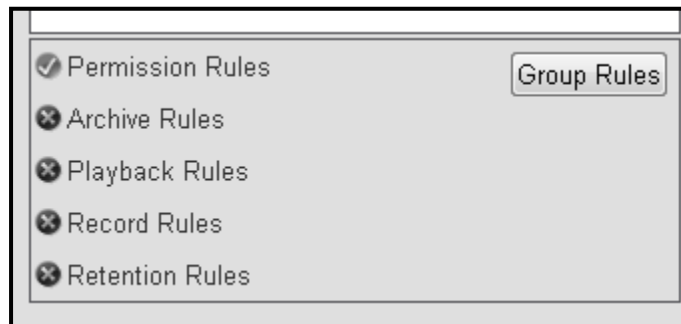 Permission Rules
Group Rules
Archive Rules
Playback Rules
Record Rules
Retention Rules